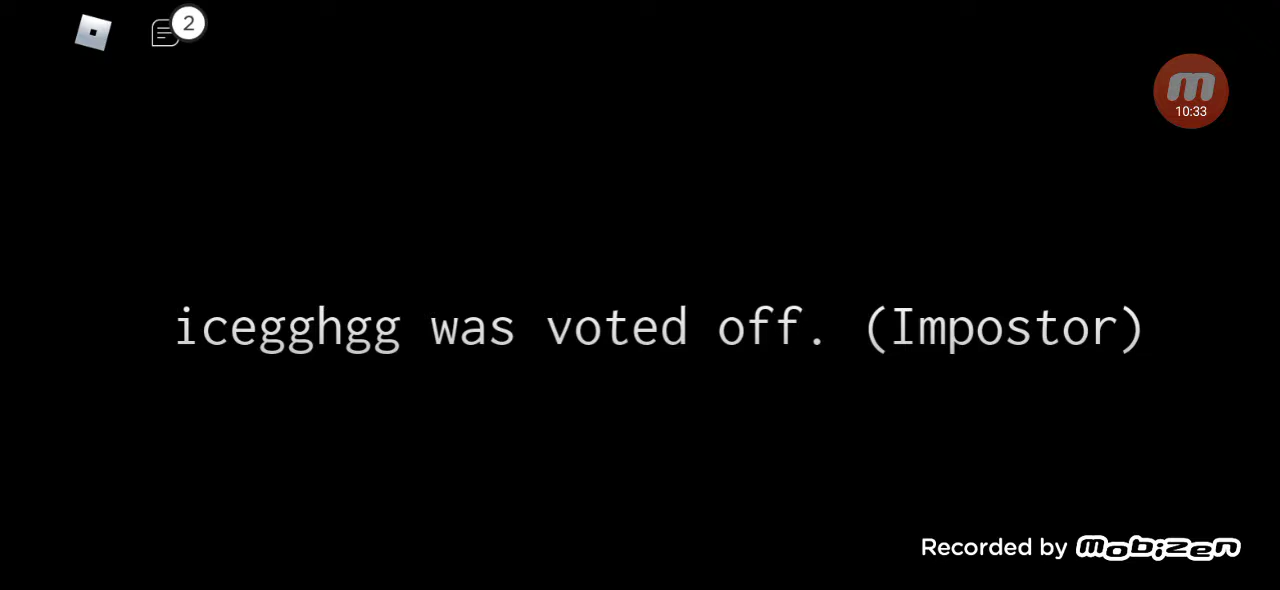 2
10:33
icegghgg was voted off. (Impostor)
Recorded by mobizen